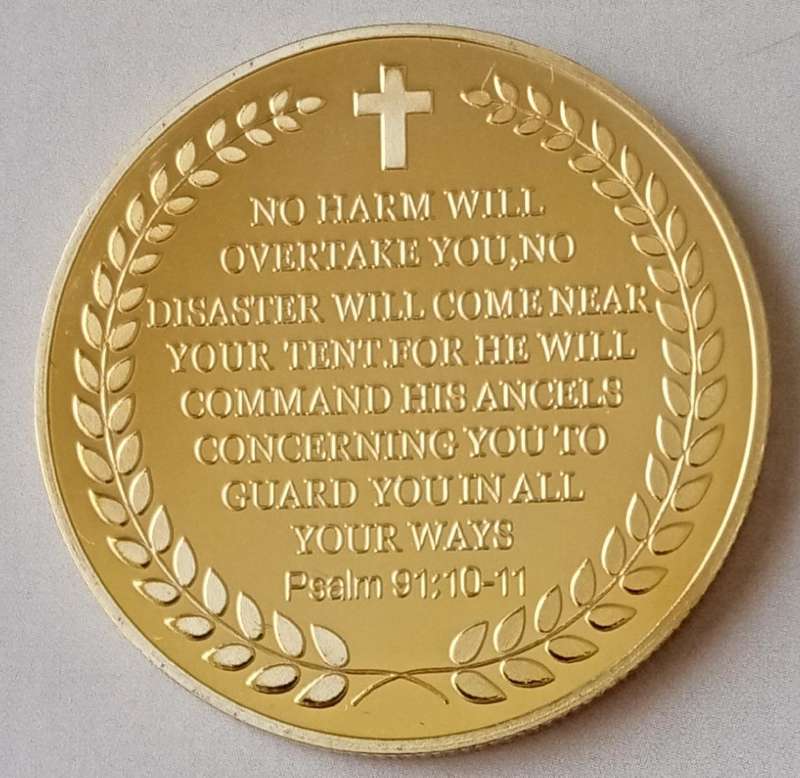 NO HARM WILL
OVERTAKE YOU,NO
DISASTER WILL COME NEAR
YOUR TENT.FOR HE WILL
COMMAND HIS ANCELS
CONCERNING YOU TO
GUARD YOU IN ALL
YOUR WAYS
Psalm 91:10-11